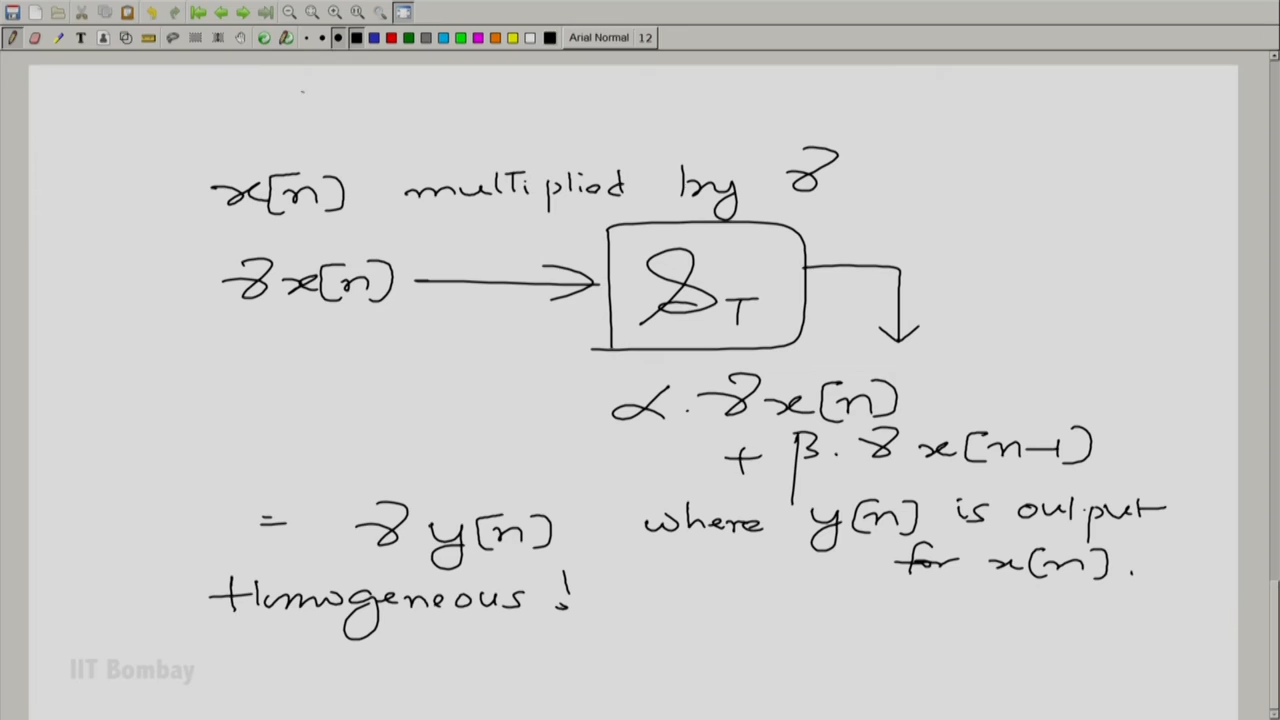 Arial Normal 12
x[n] multiplied by γ
γx[n]
S_T
α.γx[n]
+ β.γ x[n-1]
= γ y[n] where y[n] is output
for x[n].
Homogeneous!
IIT Bombay